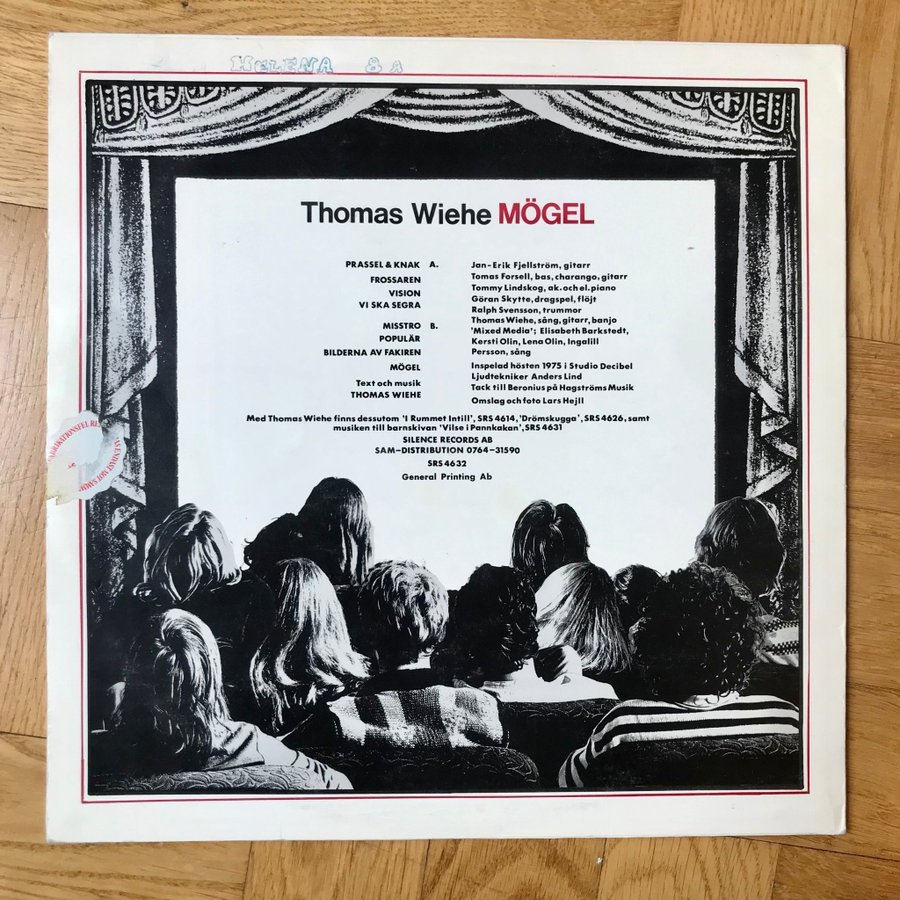 HELENA 8A
Thomas Wiehe MÖGEL
PRASSEL & KNAK A.
FROSSAREN
VISION
VI SKA SEGRA
MISSTRO B.
POPULÄR
BILDERNA AV FAKIREN
MÖGEL
Text och musik
THOMAS WIEHE
Jan-Erik Fjellström, gitarr
Tomas Forsell, bas, charango, gitarr
Tommy Lindskog, ak. och el. piano
Göran Skytte, dragspel, flöjt
Ralph Svensson, trummor
Thomas Wiehe, sång, gitarr, banjo
'Mixed Media'; Elisabeth Barkstedt,
Kersti Olin, Lena Olin, Ingalill
Persson, sång
Inspelad hösten 1975 i Studio Decibel
Ljudtekniker Anders Lind
Tack till Beronius på Hagströms Musik
Omslag och foto Lars Hejll
Med Thomas Wiehe finns dessutom 'I Rummet Intill', SRS 4614, 'Drömskugga', SRS 4626, samt
musiken till barnskivan 'Vilse i Pannkakan', SRS 4631
SILENCE RECORDS AB
SAM-DISTRIBUTION 0764-31590
SRS 4632
General Printing Ab